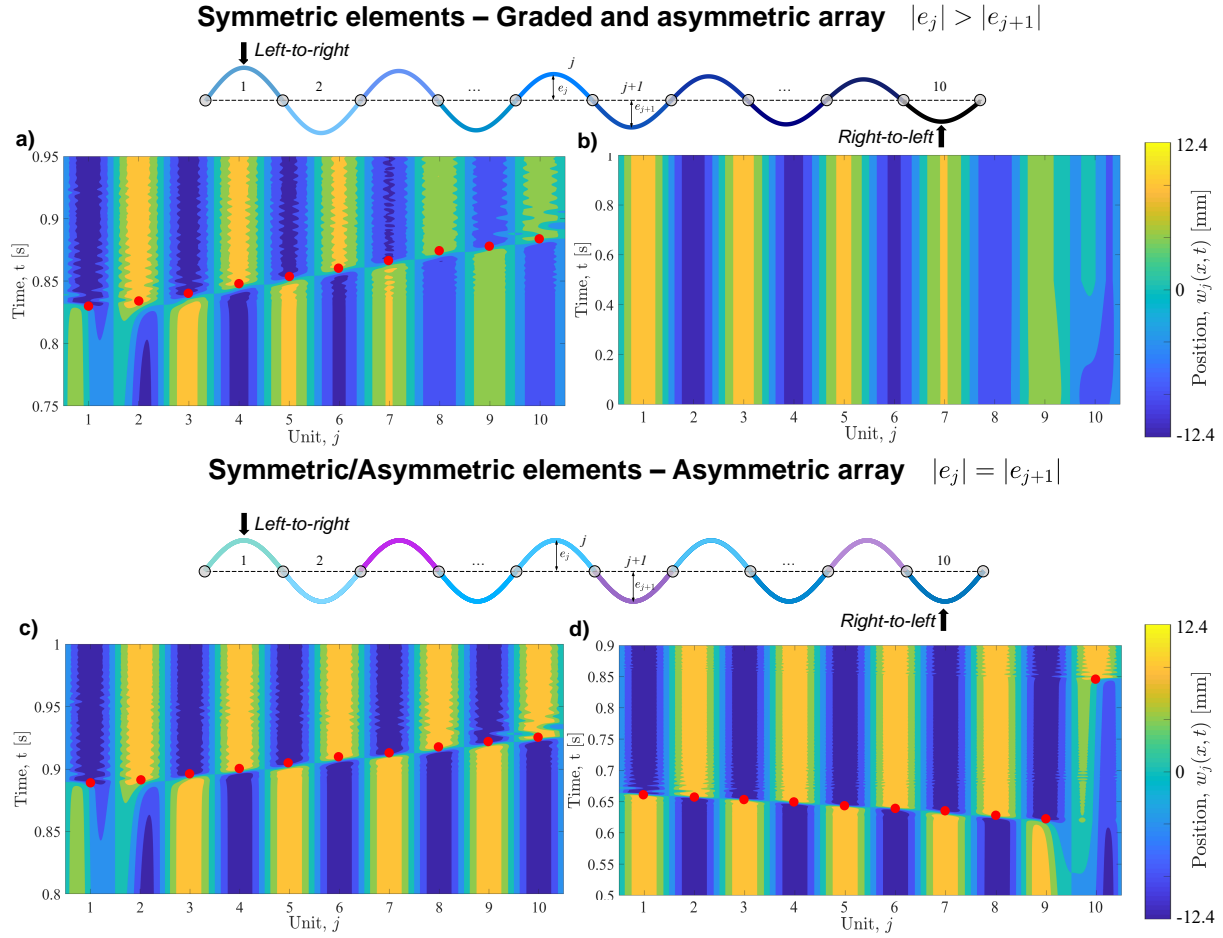 Symmetric elements – Graded and asymmetric array |e_j| > |e_{j+1}|
Left-to-right
1 2 ... j e_j j+1 e_{j+1} ... 10
Right-to-left
a)
0.95
0.9
0.85
0.8
0.75
Time, t [s]
1 2 3 4 5 6 7 8 9 10
Unit, j
b)
1
0.8
0.6
0.4
0.2
0
Time, t [s]
1 2 3 4 5 6 7 8 9 10
Unit, j
12.4
0
-12.4
Position, w_j(x, t) [mm]
Symmetric/Asymmetric elements – Asymmetric array |e_j| = |e_{j+1}|
Left-to-right
1 2 ... j e_j j+1 e_{j+1} ... 10
Right-to-left
c)
1
0.95
0.9
0.85
0.8
Time, t [s]
1 2 3 4 5 6 7 8 9 10
Unit, j
d)
0.9
0.85
0.8
0.75
0.7
0.65
0.6
0.55
0.5
Time, t [s]
1 2 3 4 5 6 7 8 9 10
Unit, j
12.4
0
-12.4
Position, w_j(x, t) [mm]